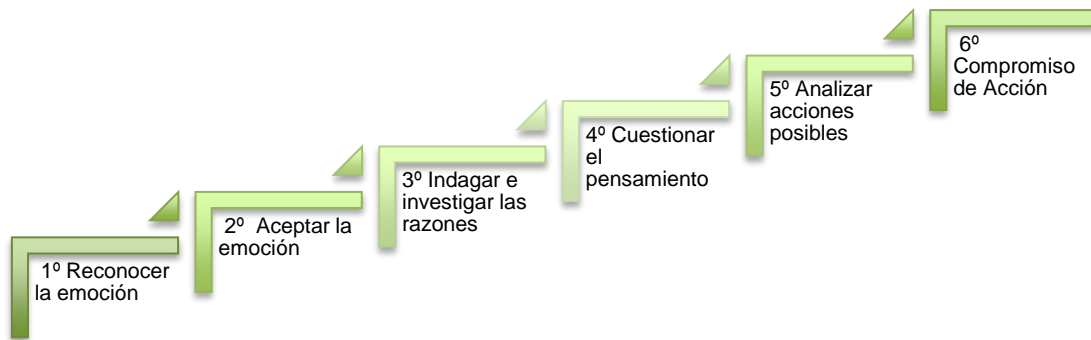 1º Reconocer
la emoción
2º Aceptar la
emoción
3º Indagar e
investigar las
razones
4º Cuestionar
el
pensamiento
5º Analizar
acciones
posibles
6º
Compromiso
de Acción